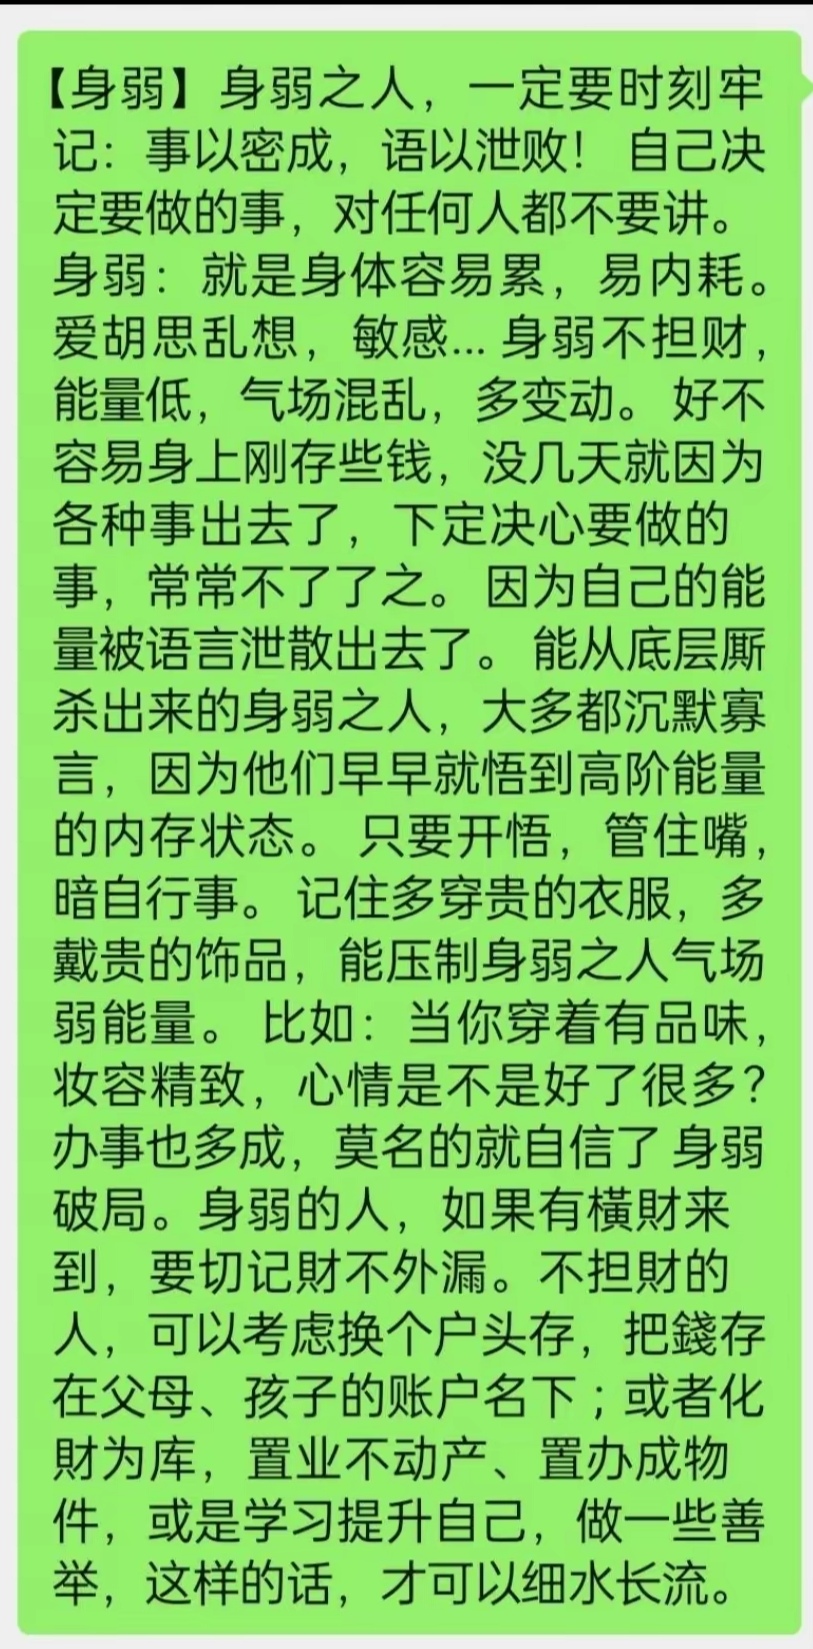 【身弱】身弱之人，一定要时刻牢
记：事以密成，语以泄败！ 自己决
定要做的事，对任何人都不要讲。
身弱：就是身体容易累，易内耗。
爱胡思乱想，敏感... 身弱不担财，
能量低，气场混乱，多变动。 好不
容易身上刚存些钱，没几天就因为
各种事出去了，下定决心要做的
事，常常不了了之。 因为自己的能
量被语言泄散出去了。 能从底层厮
杀出来的身弱之人，大多都沉默寡
言，因为他们早早就悟到高阶能量
的内存状态。 只要开悟，管住嘴，
暗自行事。 记住多穿贵的衣服，多
戴贵的饰品，能压制身弱之人气场
弱能量。 比如：当你穿着有品味，
妆容精致，心情是不是好了很多？
办事也多成，莫名的就自信了 身弱
破局。身弱的人，如果有橫財来
到，要切记財不外漏。不担財的
人，可以考虑换个户头存，把錢存
在父母、孩子的账户名下；或者化
財为库，置业不动产、置办成物
件，或是学习提升自己，做一些善
举，这样的话，才可以细水长流。